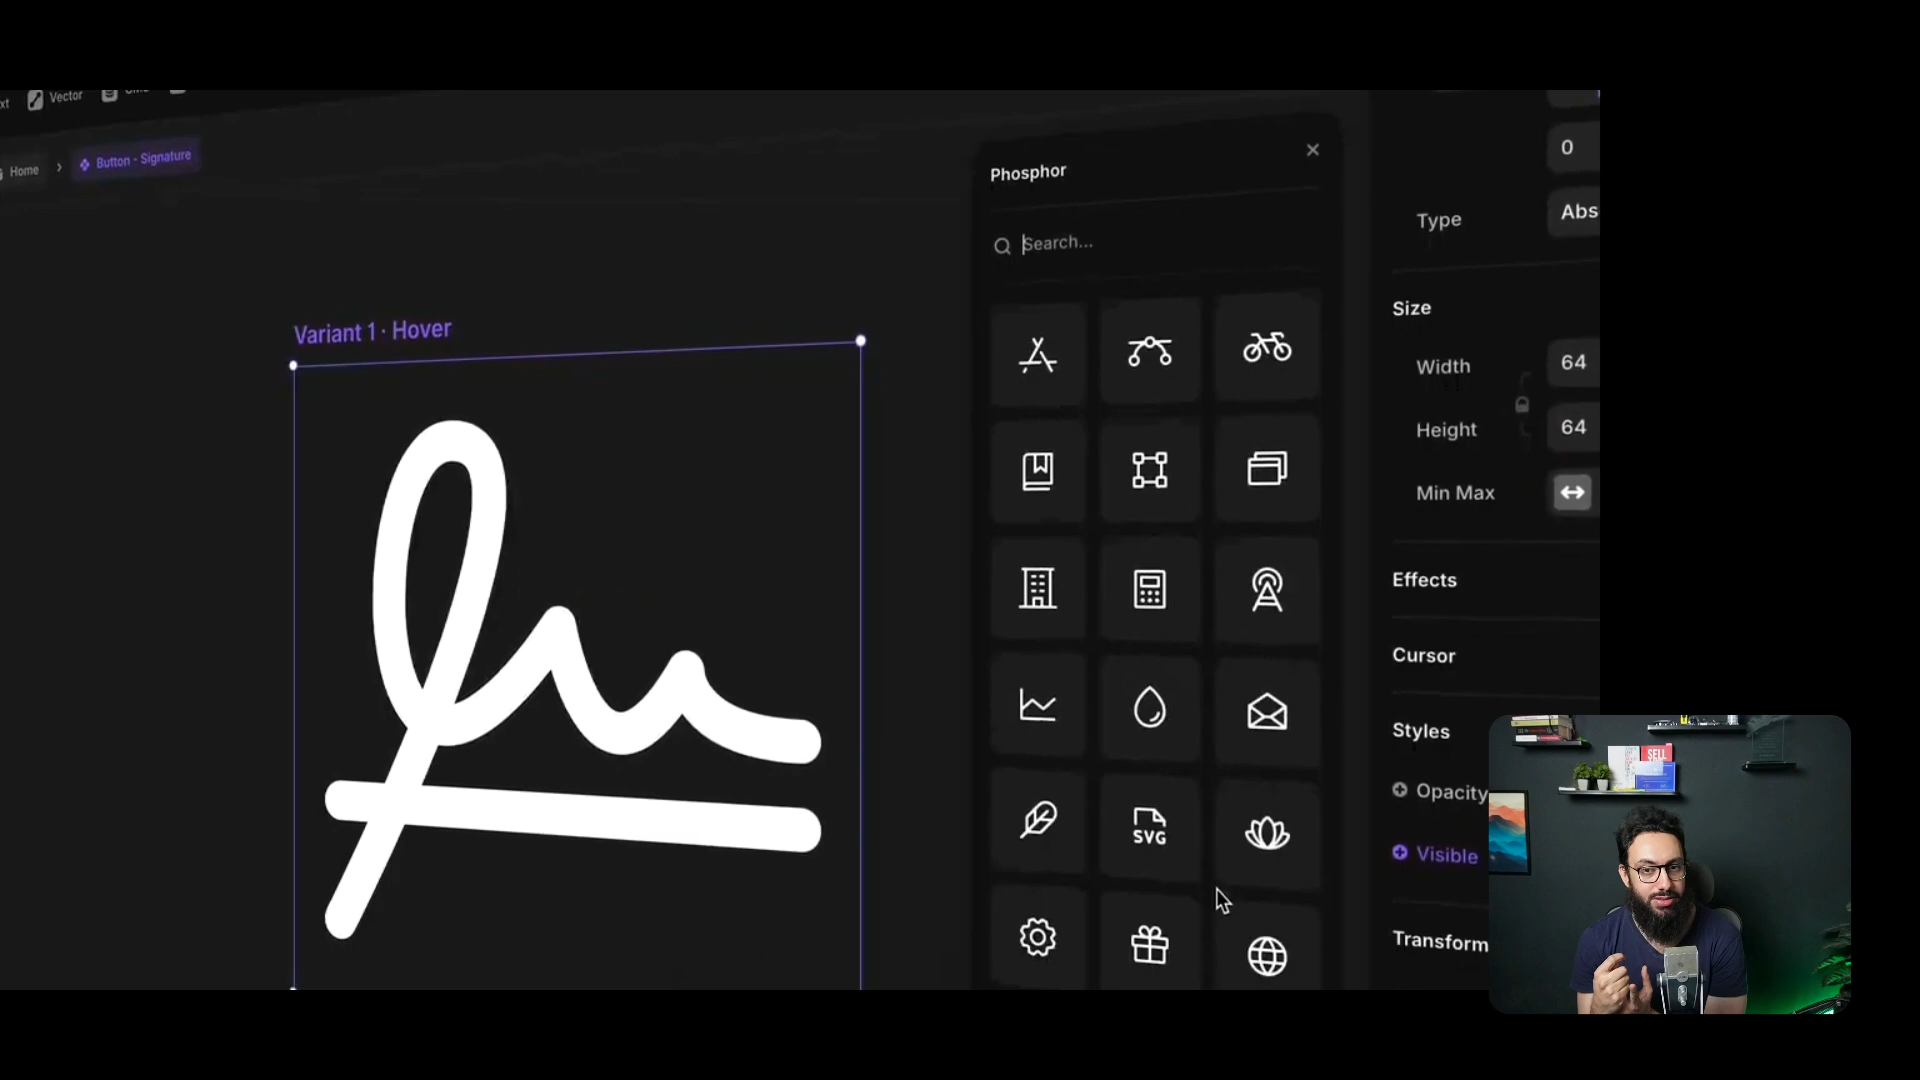 xt
Vector
Home
Button - Signature
Variant 1 · Hover
Phosphor
Search...
SVG
0
Type
Abs
Size
Width
64
Height
64
Min Max
Effects
Cursor
Styles
Opacity
Visible
Transform
SELL